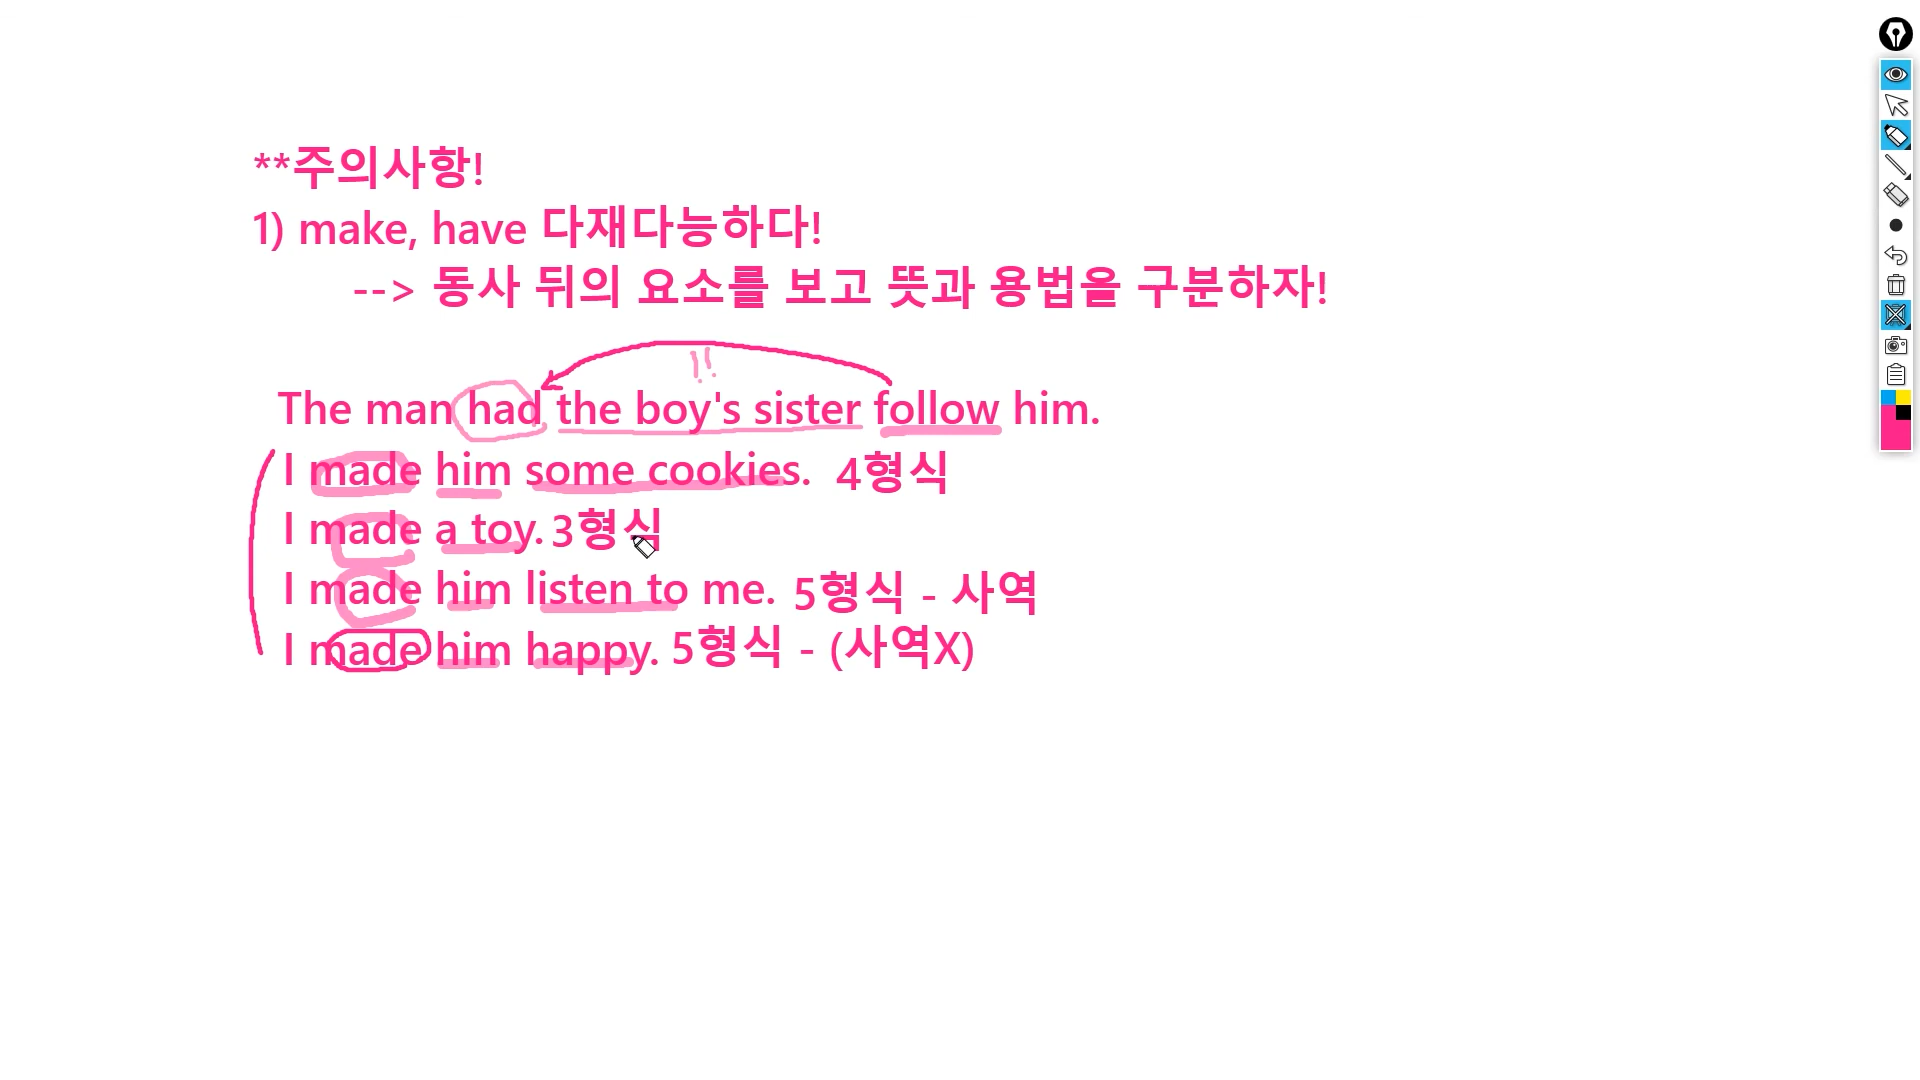 **주의사항!
1) make, have 다재다능하다!
--> 동사 뒤의 요소를 보고 뜻과 용법을 구분하자!
!!
The man had the boy's sister follow him.
I made him some cookies. 4형식
I made a toy. 3형식
I made him listen to me. 5형식 - 사역
I made him happy. 5형식 - (사역X)